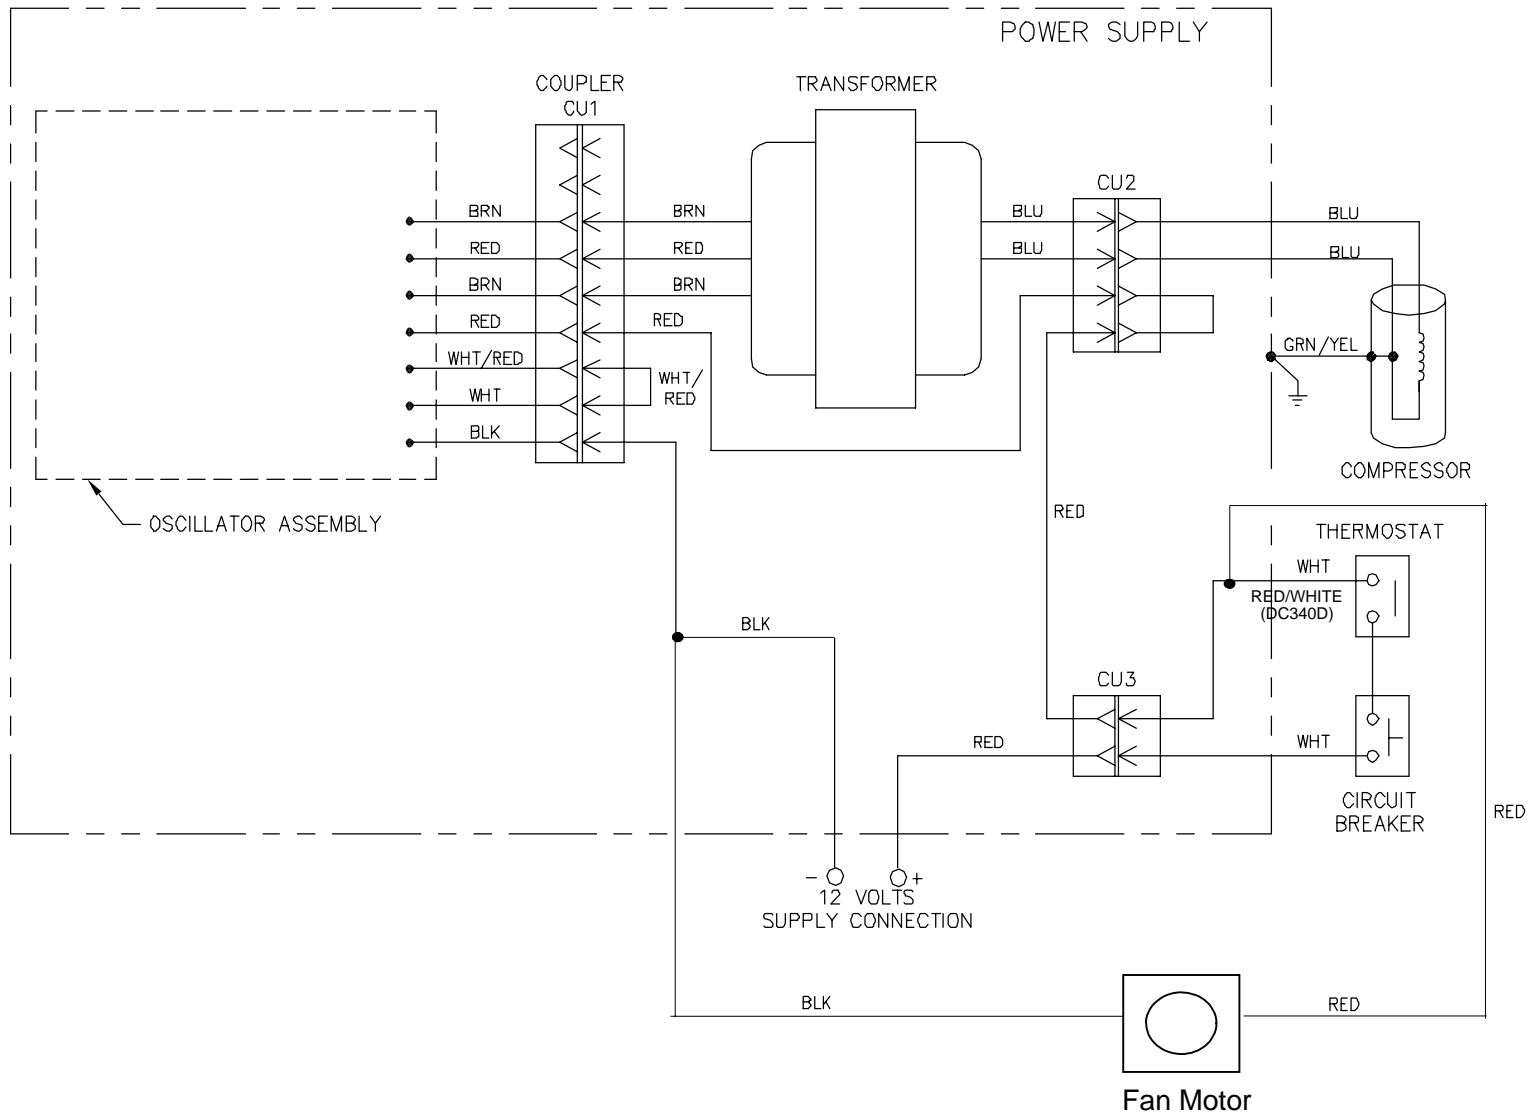 POWER SUPPLY
COUPLER
CU1
TRANSFORMER
CU2
BRN
BRN
BLU
BLU
RED
RED
BLU
BLU
BRN
BRN
RED
RED
WHT/RED
WHT/
RED
WHT
BLK
GRN/YEL
COMPRESSOR
OSCILLATOR ASSEMBLY
RED
THERMOSTAT
WHT
RED/WHITE
(DC340D)
BLK
CU3
RED
WHT
CIRCUIT
BREAKER
RED
- +
12 VOLTS
SUPPLY CONNECTION
BLK
RED
Fan Motor